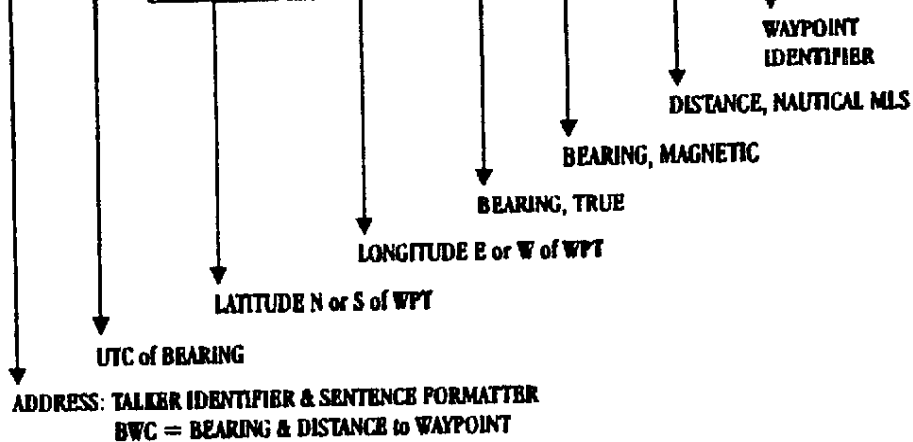 WAYPOINT
IDENTIFIER
DISTANCE, NAUTICAL MLS
BEARING, MAGNETIC
BEARING, TRUE
LONGITUDE E or W of WPT
LATITUDE N or S of WPT
UTC of BEARING
ADDRESS: TALKER IDENTIFIER & SENTENCE FORMATTER
BWC = BEARING & DISTANCE to WAYPOINT